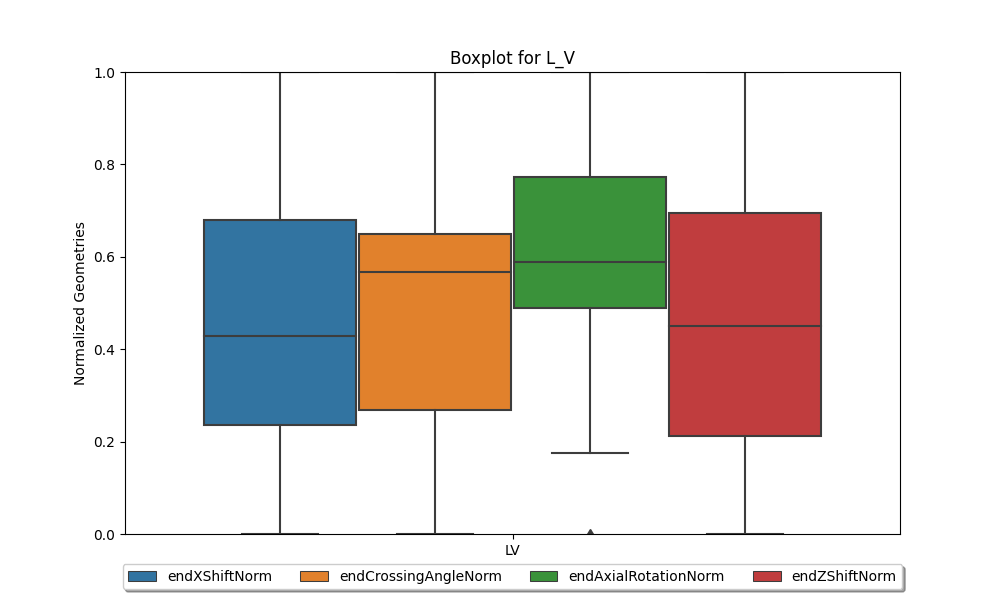 Boxplot for L_V
1.0
0.8
0.6
0.4
0.2
0.0
Normalized Geometries
LV
endXShiftNorm endCrossingAngleNorm endAxialRotationNorm endZShiftNorm